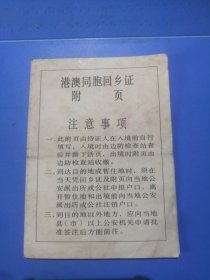 港澳同胞回乡证
附页
注意事项
一、此附页由持证人在入境前自行
填写，入境时由边防检查站查
验并撕下活页，出境时附页由
边防检查站收缴。
二、到达目的地或暂住地时，须在
当天凭回乡证及附页向当地公
安派出所或公社申报户口。离
开暂住地和出境前向当地公安
派出所或公社注销户口。
三、到目的地以外地方，应向当地
县（市）以上公安机关申请批
准签注后方能前往。